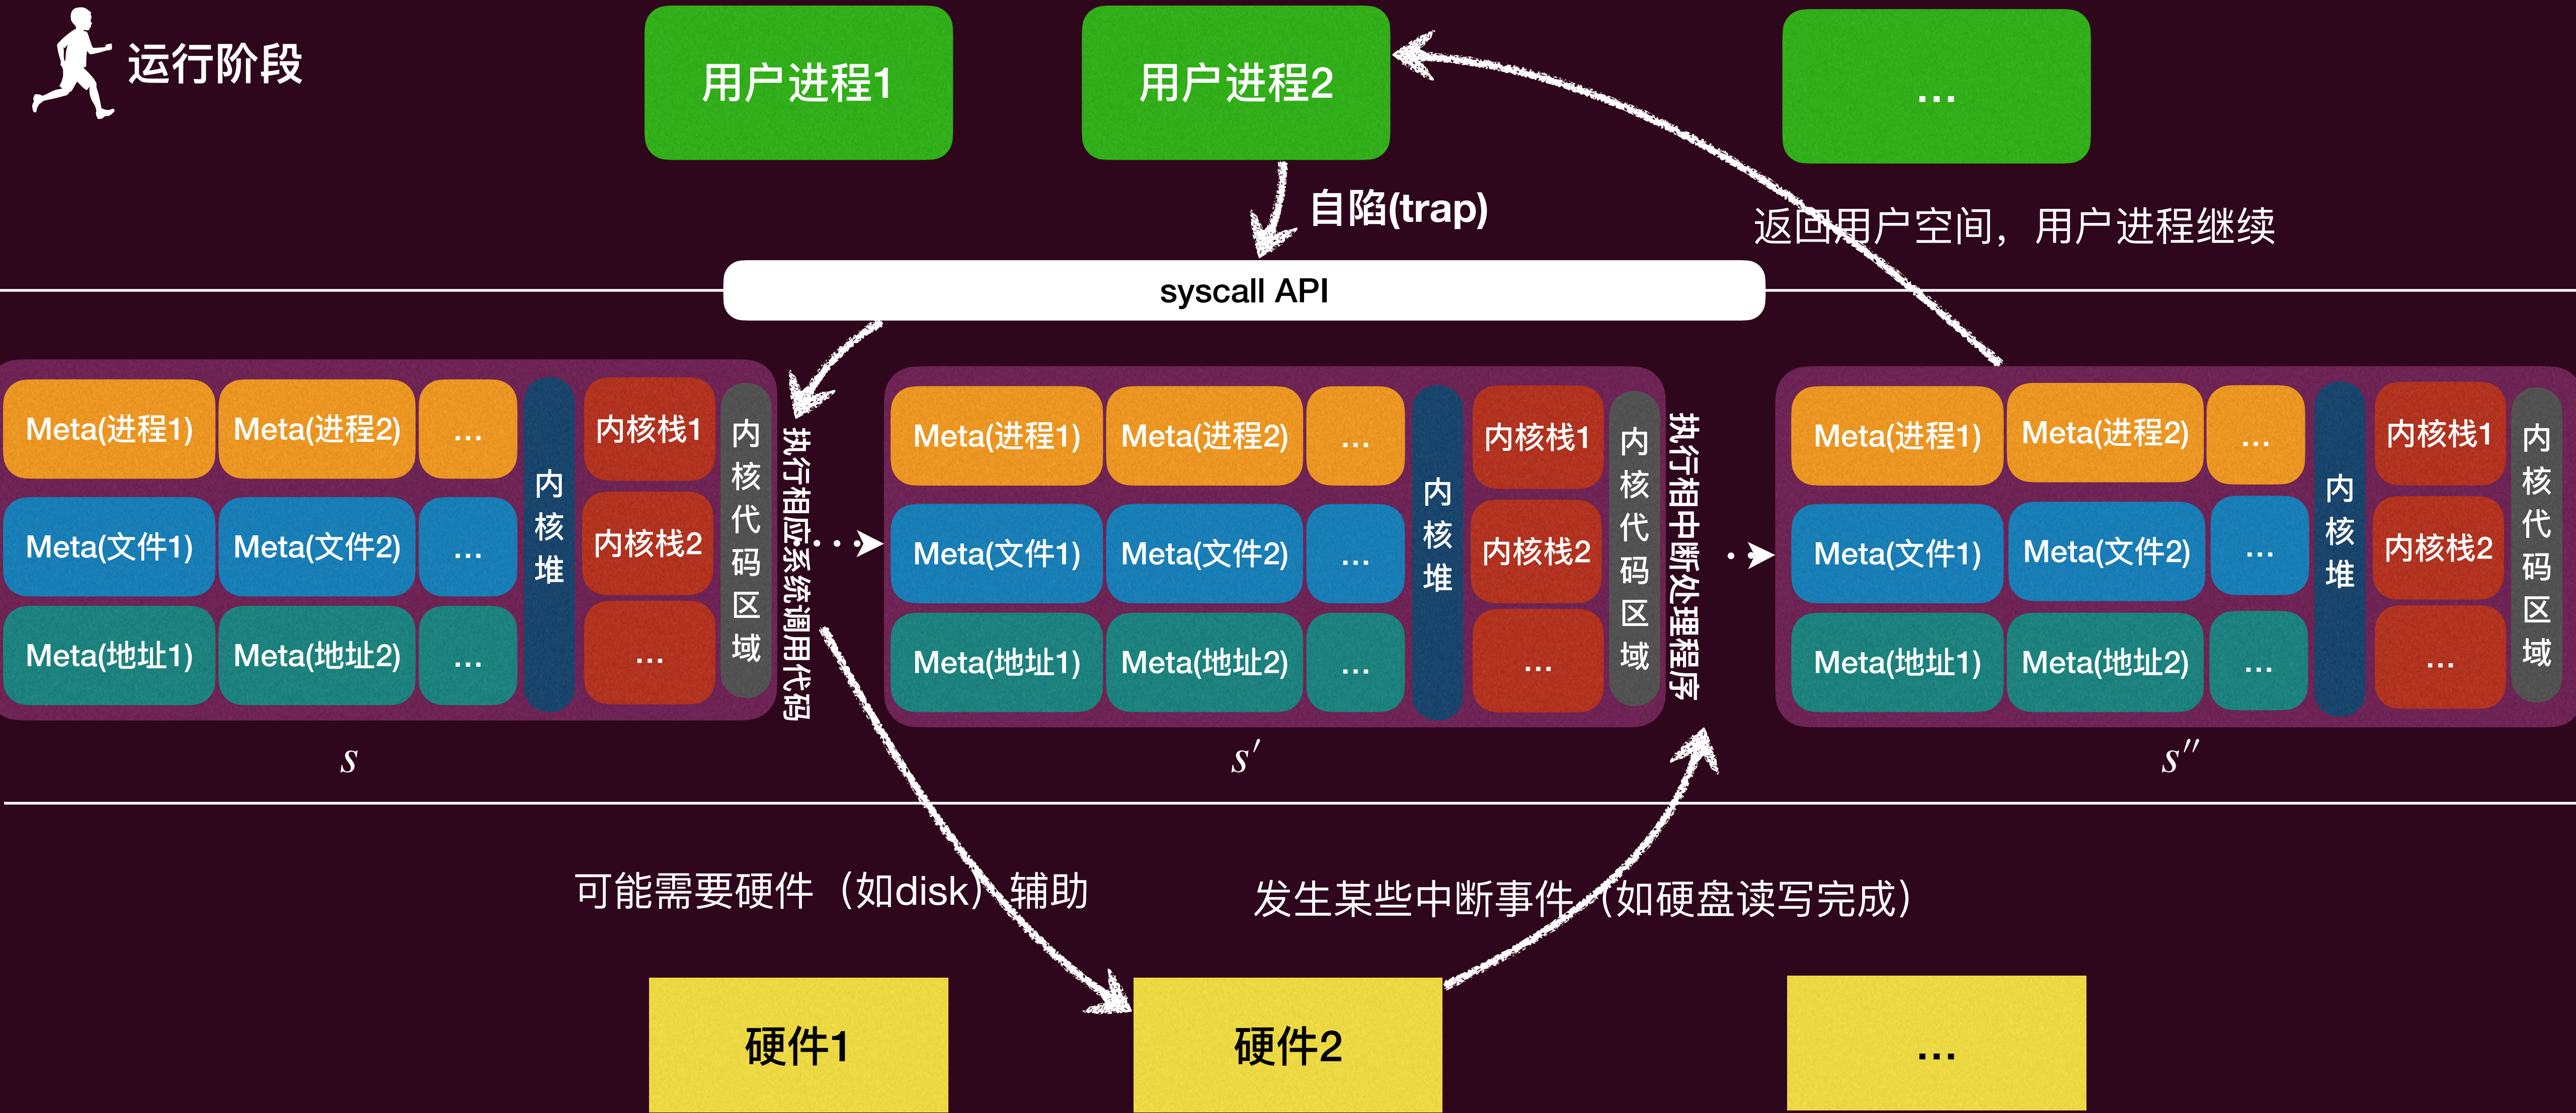 运行阶段
用户进程1
用户进程2
...
自陷(trap)
返回用户空间，用户进程继续
syscall API
Meta(进程1)
Meta(进程2)
...
Meta(文件1)
Meta(文件2)
...
Meta(地址1)
Meta(地址2)
...
内核堆
内核栈1
内核栈2
...
内核代码区域
s
执行相应系统调用代码
Meta(进程1)
Meta(进程2)
...
Meta(文件1)
Meta(文件2)
...
Meta(地址1)
Meta(地址2)
...
内核堆
内核栈1
内核栈2
...
内核代码区域
s′
执行相中断处理程序
Meta(进程1)
Meta(进程2)
...
Meta(文件1)
Meta(文件2)
...
Meta(地址1)
Meta(地址2)
...
内核堆
内核栈1
内核栈2
...
内核代码区域
s′′
可能需要硬件（如disk）辅助
发生某些中断事件（如硬盘读写完成）
硬件1
硬件2
...